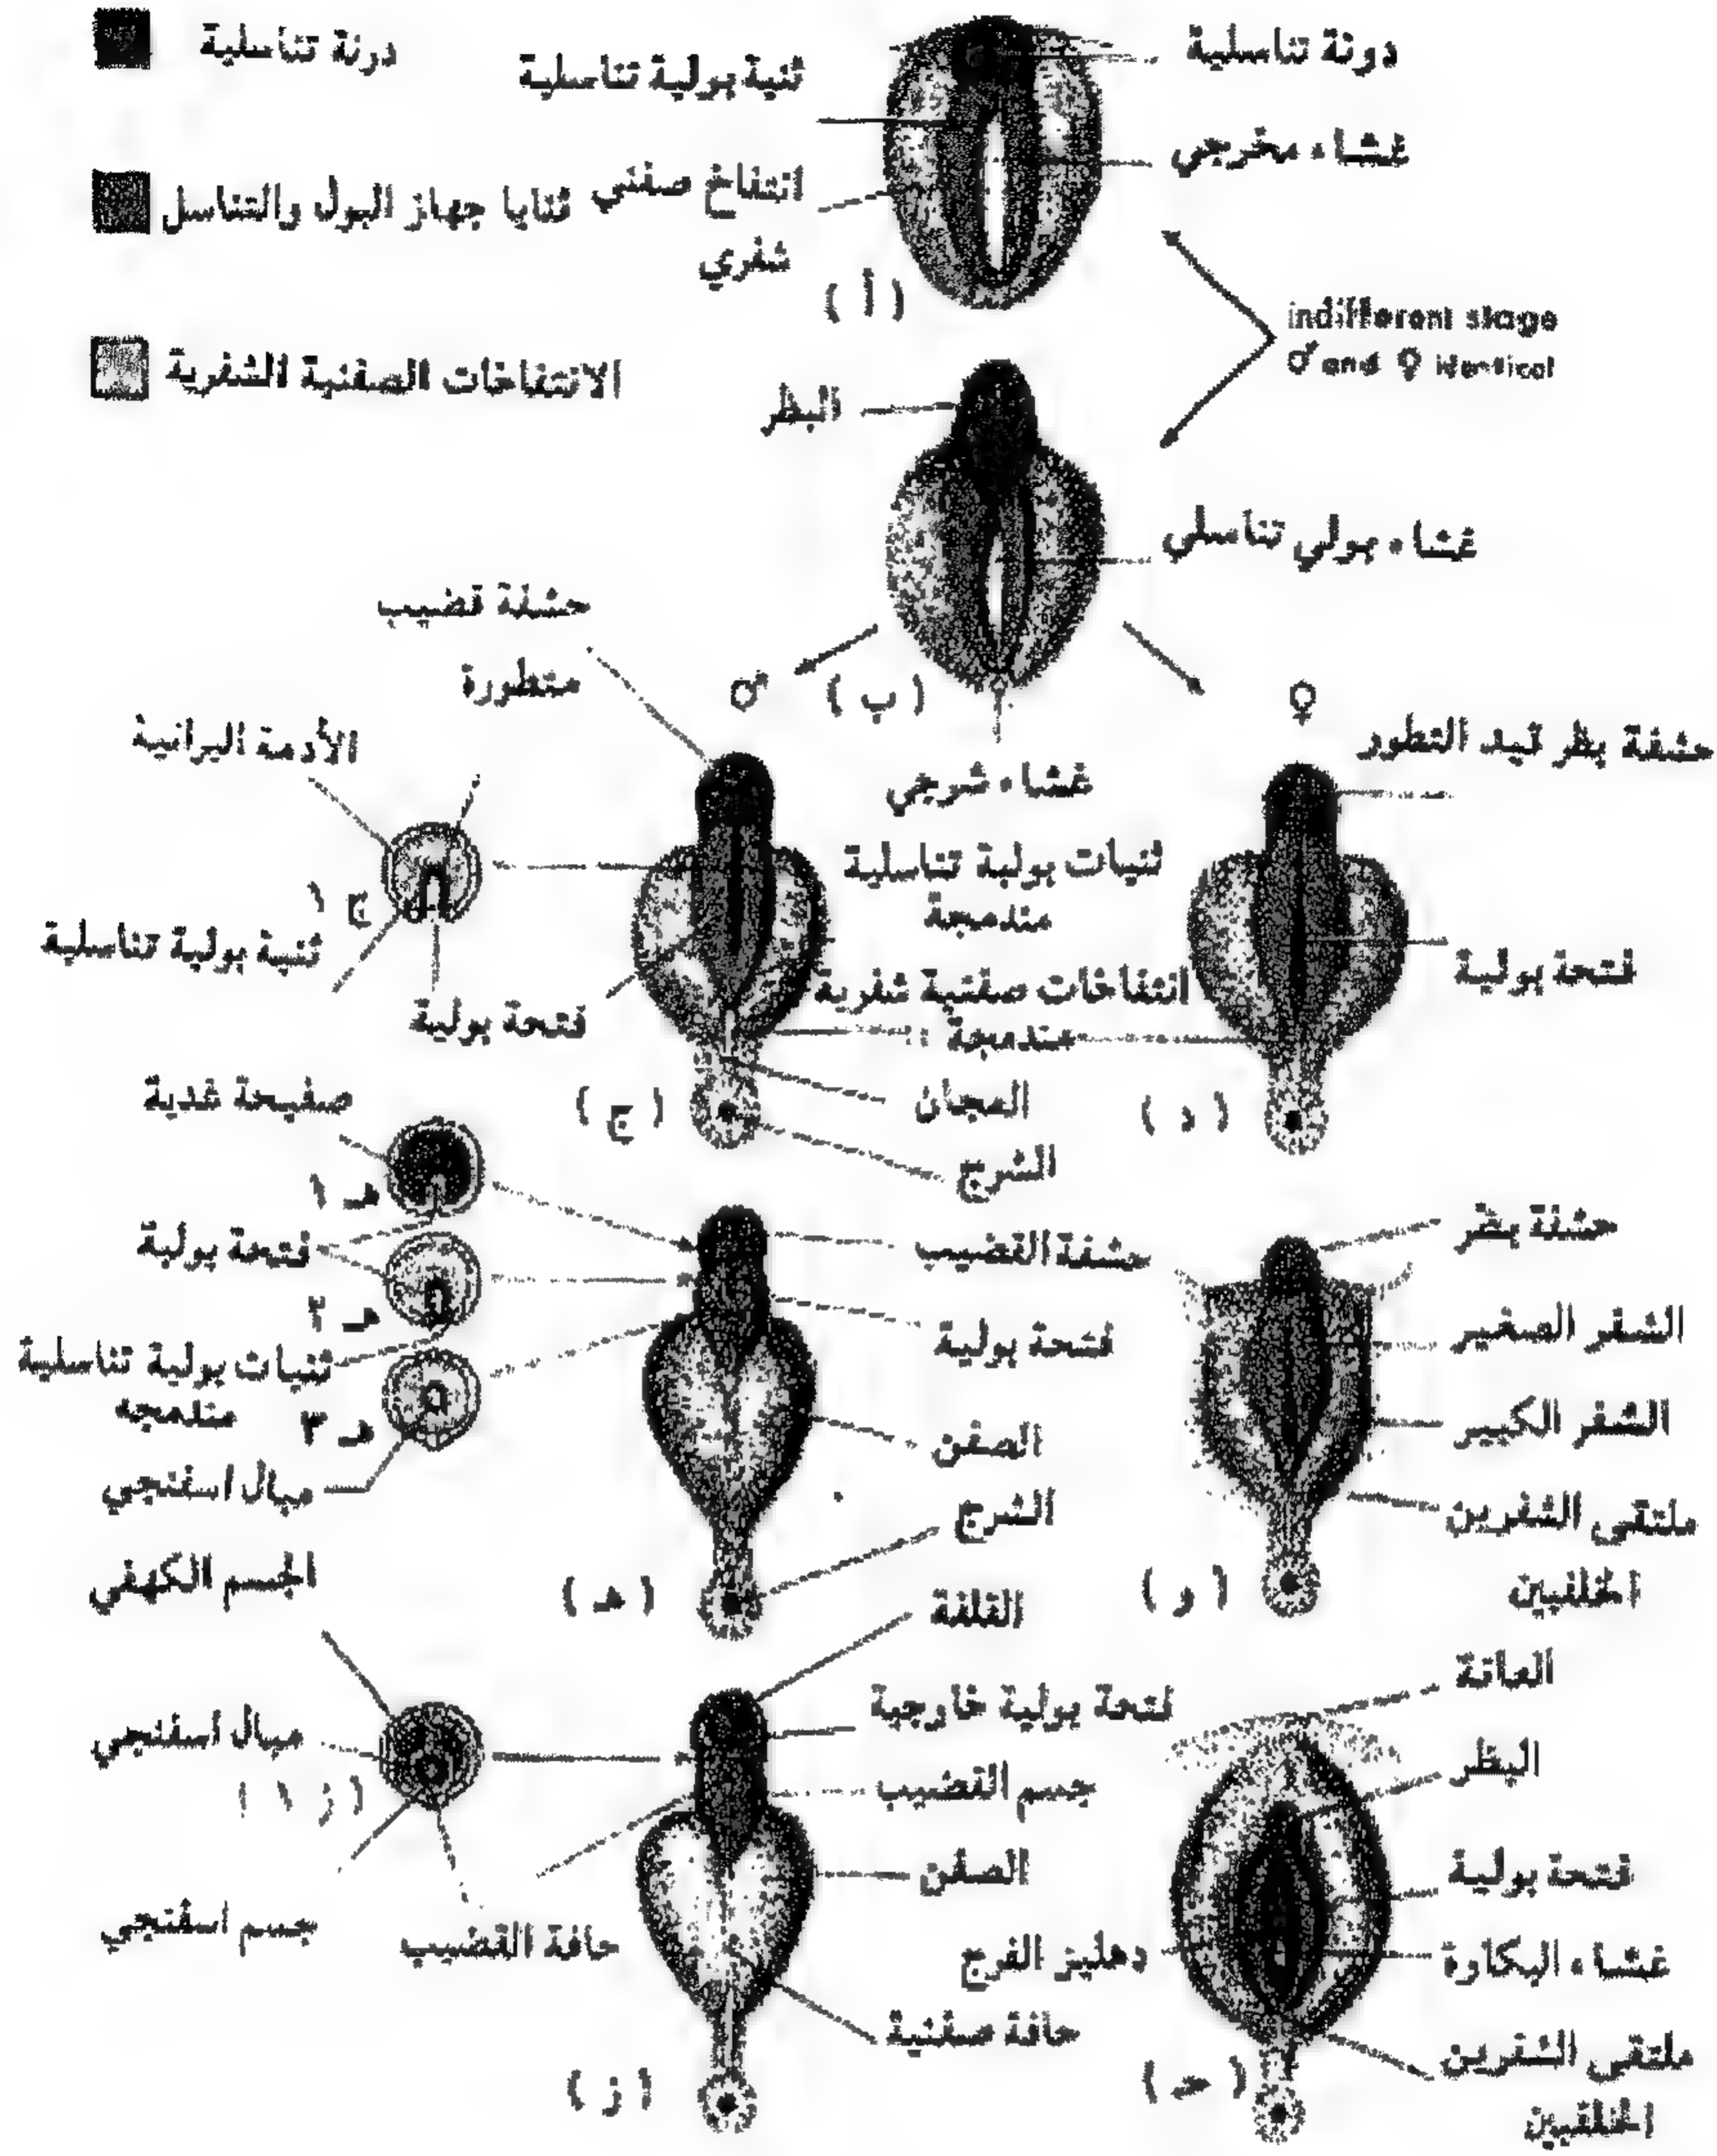 درنة تناسلية
ثنية بولية تناسلية
درنة تناسلية
غشاء مخرجي
ثنايا جهاز البول والتناسل
انتفاخ صفني
شفري
( أ )
indifferent stage
♂ and ♀ identical
الانتفاخات الصفنية الشفرية
البظر
غشاء بولي تناسلي
حشفة قضيب
متطورة
♂
( ب )
♀
حشفة بظر قيد التطور
الأدمة البرانية
غشاء شرجي
ثنيات بولية تناسلية
مندمجة
ج ١
ثنية بولية تناسلية
فتحة بولية
فتحة بولية
انتفاخات صفنية شفرية
مندمجة
( ج )
المجان
( د )
الشرج
صفيحة غدية
هـ ١
فتحة بولية
هـ ٢
ثنيات بولية تناسلية
مندمجه
هـ ٣
مبال اسفنجي
حشفة القضيب
فتحة بولية
الصفن
الشرج
( هـ )
حشفة بظر
الشفر الصغير
الشفر الكبير
ملتقى الشفرين
الخلفيين
( و )
الجسم الكهفي
القلفة
العانة
مبال اسفنجي
( ز ١ )
فتحة بولية خارجية
جسم القضيب
الصفن
البظر
فتحة بولية
جسم اسفنجي
حافة القضيب
دهليز الفرج
غشاء البكارة
حافة صفنية
( ز )
( حـ )
ملتقى الشفرين
الخلفيين